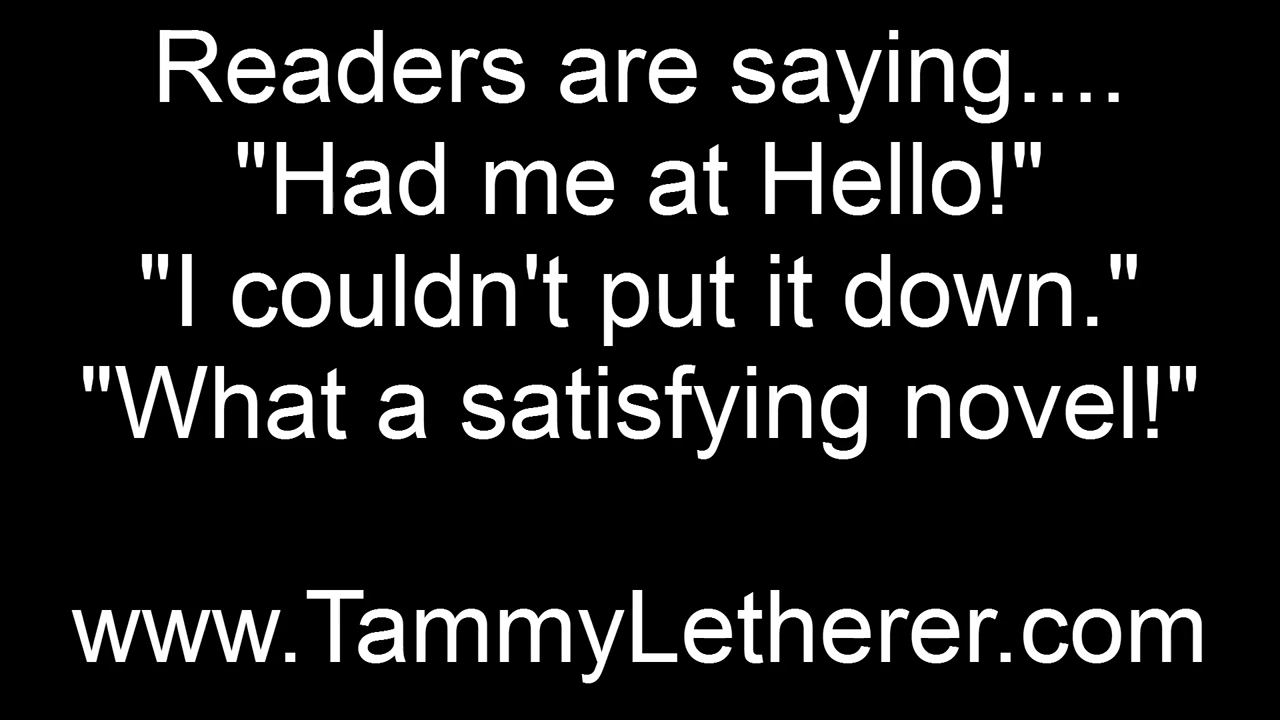 Readers are saying....
"Had me at Hello!"
"I couldn't put it down."
"What a satisfying novel!"
www.TammyLetherer.com